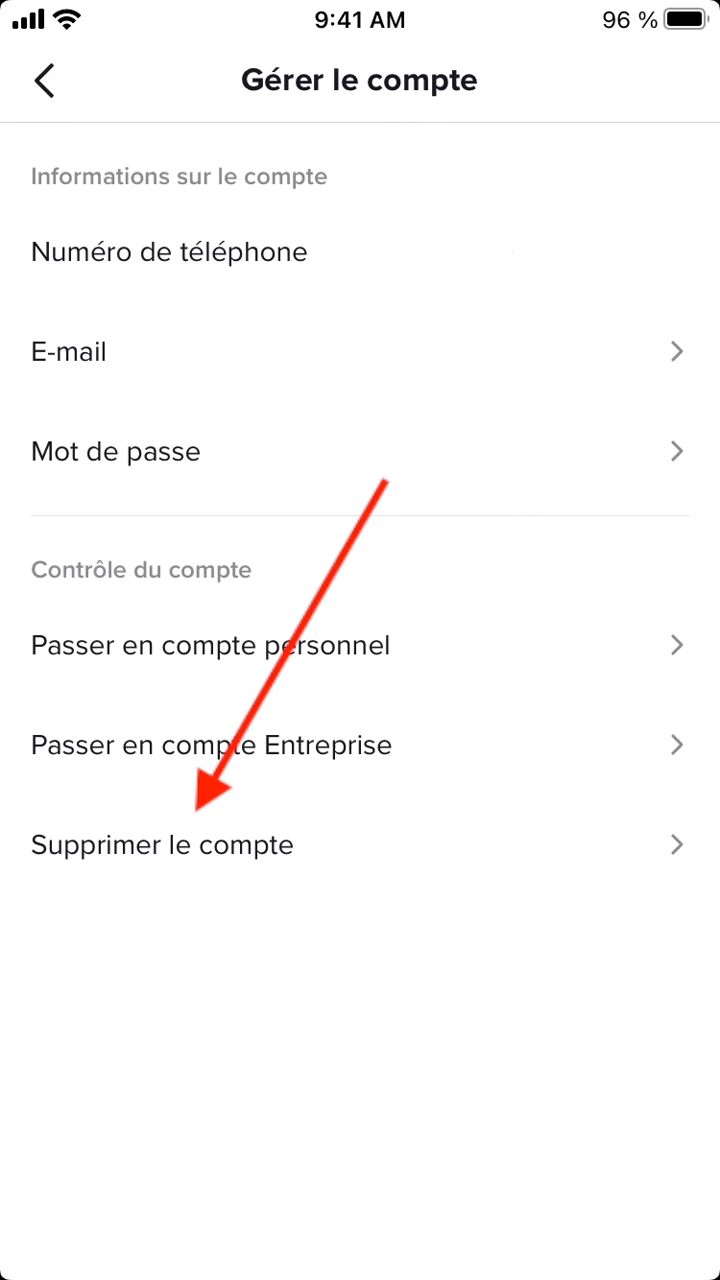 9:41 AM
96 %
Gérer le compte
Informations sur le compte
Numéro de téléphone
E-mail
Mot de passe
Contrôle du compte
Passer en compte personnel
Passer en compte Entreprise
Supprimer le compte